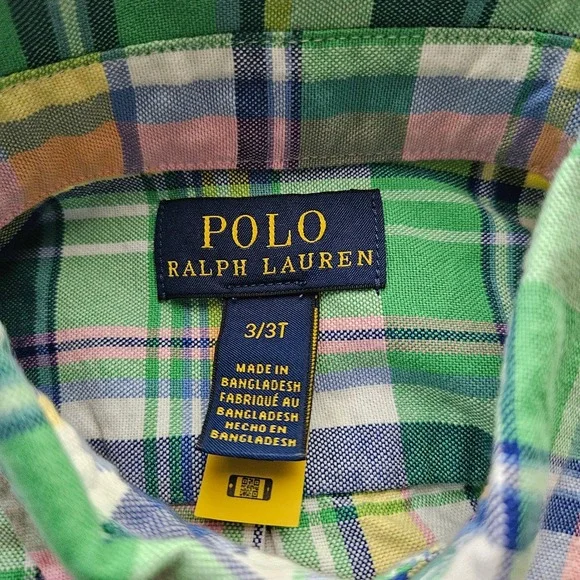 POLO
RALPH LAUREN
3/3T
MADE IN
BANGLADESH
FABRIQUÉ AU
BANGLADESH
HECHO EN
BANGLADESH